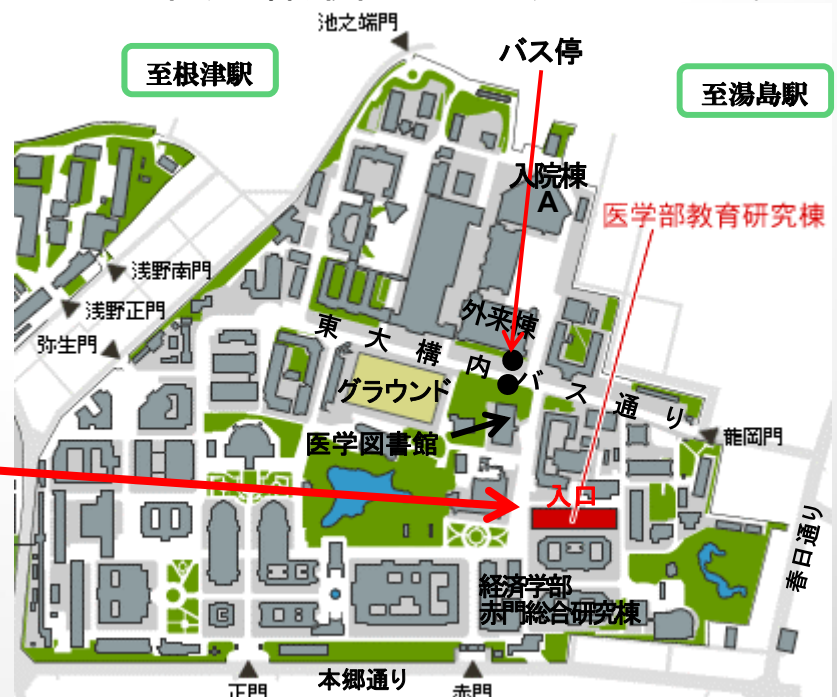 池之端門
至根津駅
バス停
至湯島駅
入院棟
A
医学部教育研究棟
浅野南門
浅野正門
弥生門
外来棟
東大構内バス通り
グラウンド
医学図書館
龍岡門
入口
春日通り
経済学部
赤門総合研究棟
本郷通り
正門
赤門